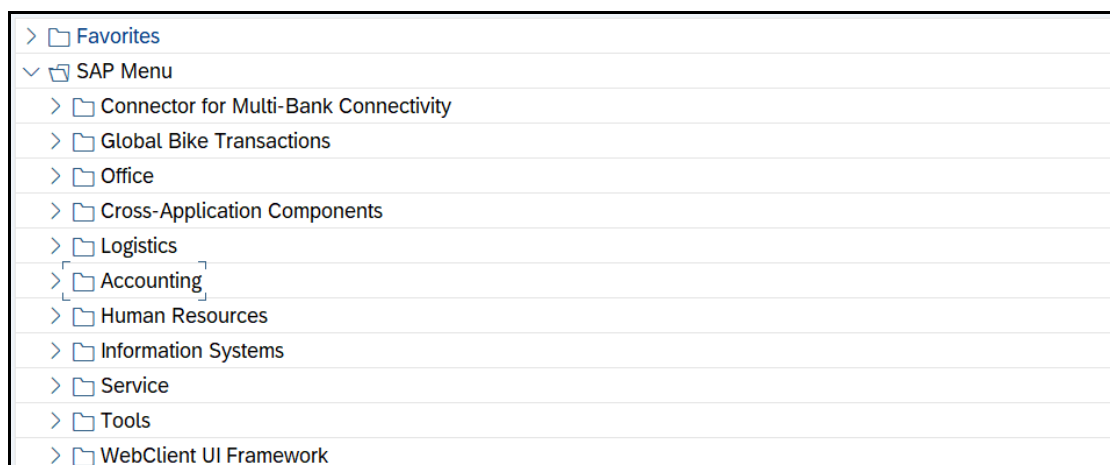 Favorites
SAP Menu
Connector for Multi-Bank Connectivity
Global Bike Transactions
Office
Cross-Application Components
Logistics
Accounting
Human Resources
Information Systems
Service
Tools
WebClient UI Framework